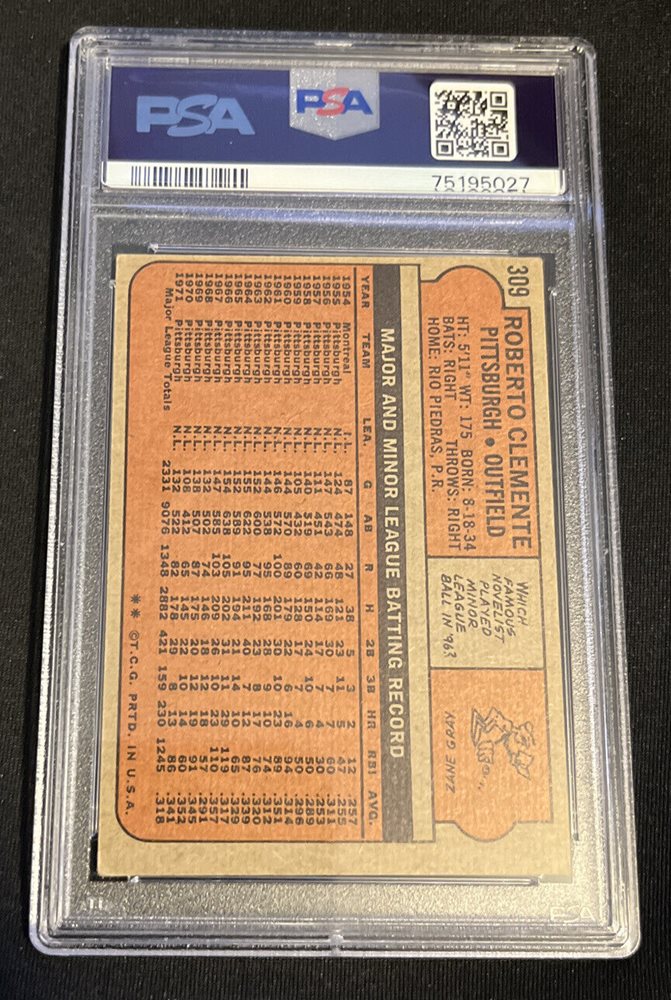 PSA
PSA
75195027
309
ROBERTO CLEMENTE
PITTSBURGH • OUTFIELD
HT: 5'11" WT: 175 BORN: 8-18-34
BATS: RIGHT THROWS: RIGHT
HOME: RIO PIEDRAS, P.R.
WHICH
FAMOUS
NOVELIST
PLAYED
MINOR
LEAGUE
BALL IN '96?
ZANE GRAY
MAJOR AND MINOR LEAGUE BATTING RECORD
YEAR TEAM LEA. G AB R H 2B 3B HR RBI AVG.
1954 Montreal I.L. 87 148 27 38 5 3 2 12 .257
1955 Pittsburgh N.L. 124 474 48 121 23 11 5 47 .255
1956 Pittsburgh N.L. 147 543 66 169 30 7 7 60 .311
1957 Pittsburgh N.L. 111 451 42 114 17 7 4 30 .253
1958 Pittsburgh N.L. 140 519 69 150 24 10 6 50 .289
1959 Pittsburgh N.L. 105 432 60 128 17 7 4 50 .296
1960 Pittsburgh N.L. 144 570 89 179 22 6 16 94 .314
1961 Pittsburgh N.L. 146 572 100 201 30 10 23 89 .351
1962 Pittsburgh N.L. 144 538 95 168 28 9 10 74 .312
1963 Pittsburgh N.L. 152 600 77 192 23 8 17 76 .320
1964 Pittsburgh N.L. 155 622 95 211 40 7 12 87 .339
1965 Pittsburgh N.L. 152 589 91 194 21 14 10 65 .329
1966 Pittsburgh N.L. 154 638 105 202 31 11 29 119 .317
1967 Pittsburgh N.L. 147 585 103 209 26 10 23 110 .357
1968 Pittsburgh N.L. 132 502 74 146 18 12 18 57 .291
1969 Pittsburgh N.L. 138 507 87 175 20 12 19 91 .345
1970 Pittsburgh N.L. 108 412 65 145 22 10 14 60 .352
1971 Pittsburgh N.L. 132 522 82 178 29 8 13 86 .341
Major League Totals 2331 9076 1348 2882 421 159 230 1245 .318
** © T.C.G. PRTD. IN U.S.A.
PSA